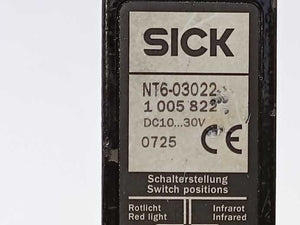 SICK
NT6-03022
1 005 822
DC10...30V
CE
0725
Schalterstellung
Switch positions
Rotlicht
Red light
Infrarot
Infrared